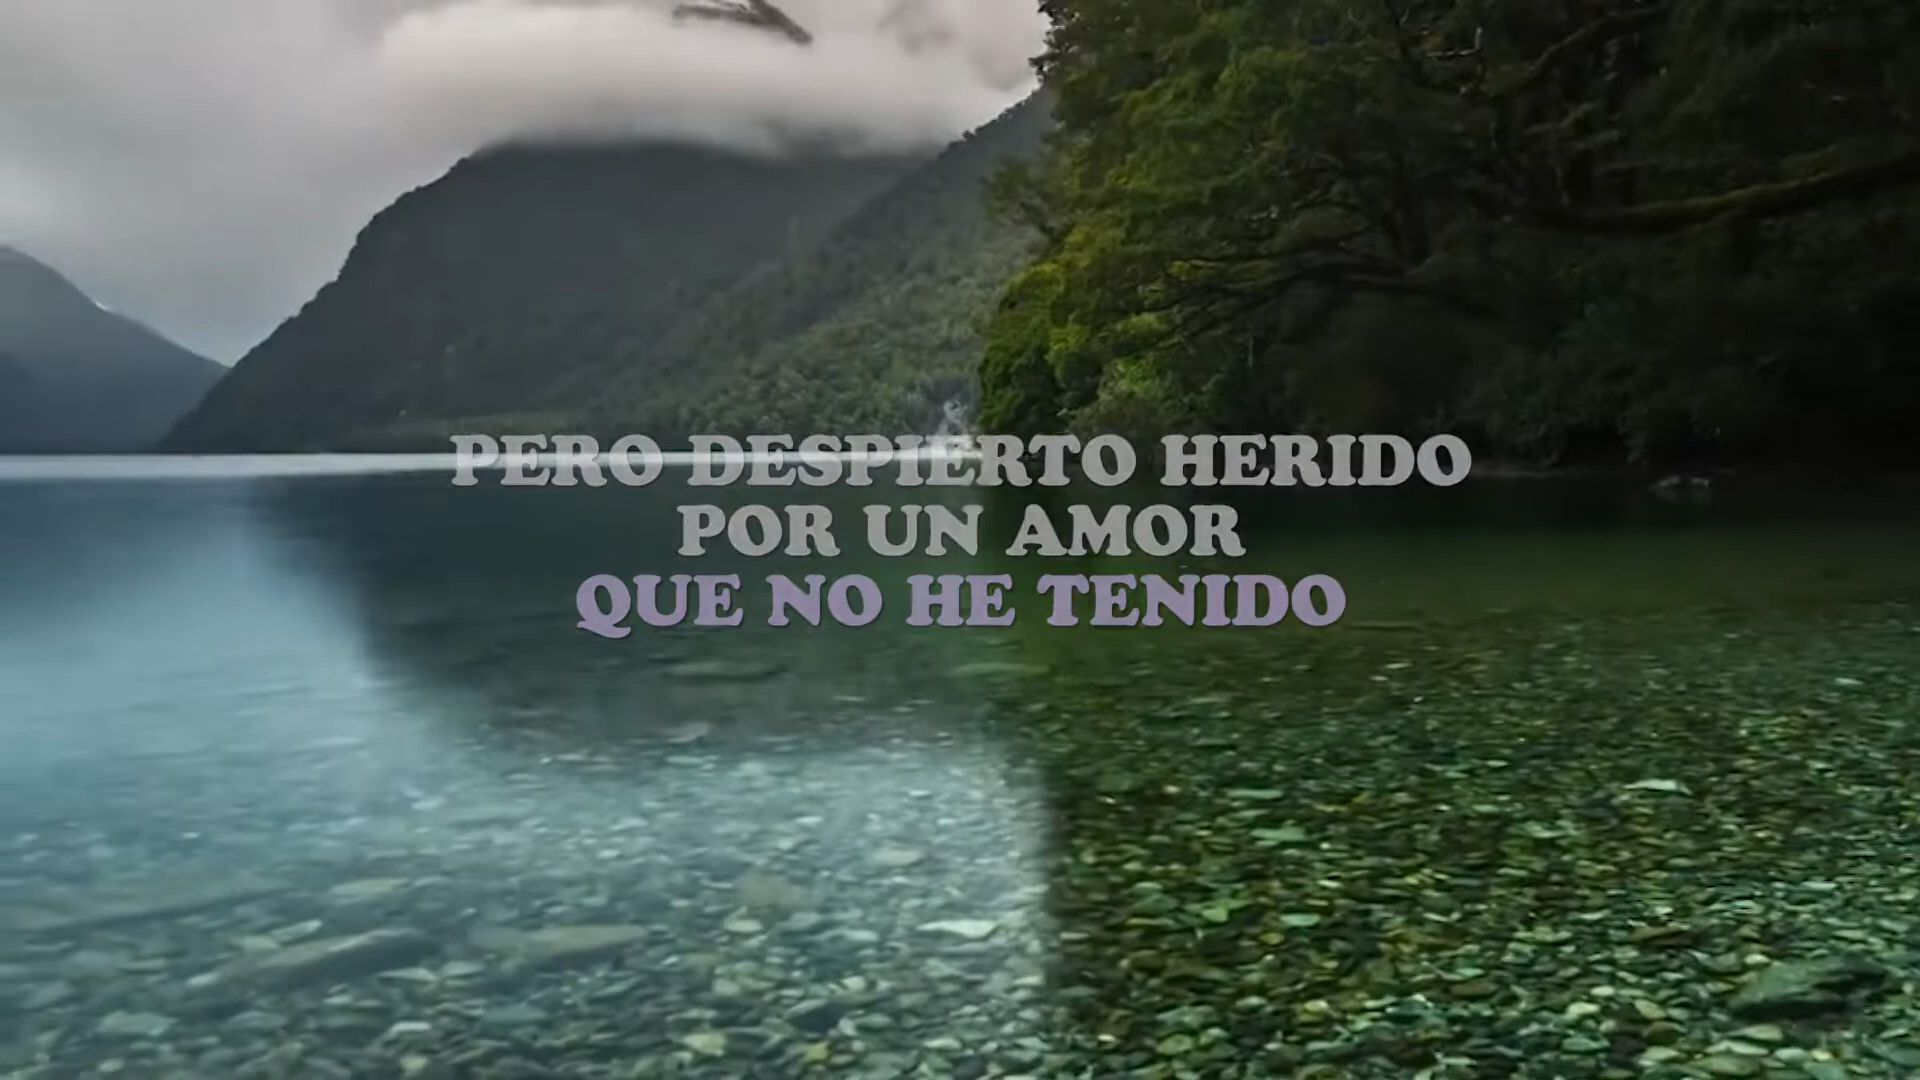 PERO DESPIERTO HERIDO
POR UN AMOR
QUE NO HE TENIDO